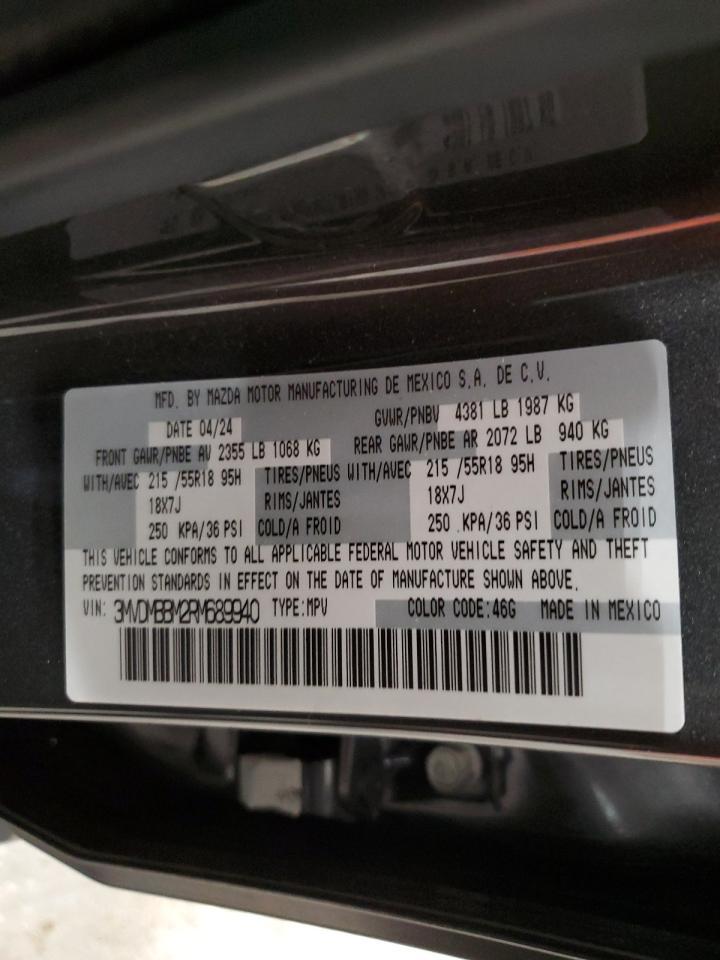 MFD. BY MAZDA MOTOR MANUFACTURING DE MEXICO S.A. DE C.V.
DATE 04/24 GVWR/PNBV 4381 LB 1987 KG
FRONT GAWR/PNBE AV 2355 LB 1068 KG REAR GAWR/PNBE AR 2072 LB 940 KG
WITH/AVEC 215 /55R18 95H TIRES/PNEUS WITH/AVEC 215 /55R18 95H TIRES/PNEUS
18X7J RIMS/JANTES 18X7J RIMS/JANTES
250 KPA/36 PSI COLD/A FROID 250 KPA/36 PSI COLD/A FROID
THIS VEHICLE CONFORMS TO ALL APPLICABLE FEDERAL MOTOR VEHICLE SAFETY AND THEFT
PREVENTION STANDARDS IN EFFECT ON THE DATE OF MANUFACTURE SHOWN ABOVE.
VIN: 3MVDMBBM2RM689940 TYPE:MPV COLOR CODE:46G MADE IN MEXICO